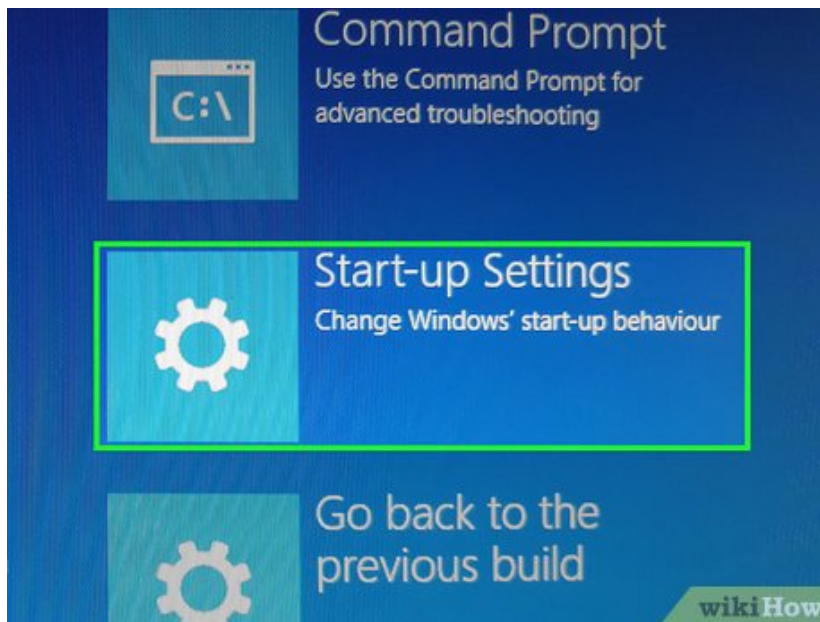 Command Prompt
Use the Command Prompt for
advanced troubleshooting
C:\
Start-up Settings
Change Windows' start-up behaviour
Go back to the
previous build
wikiHow